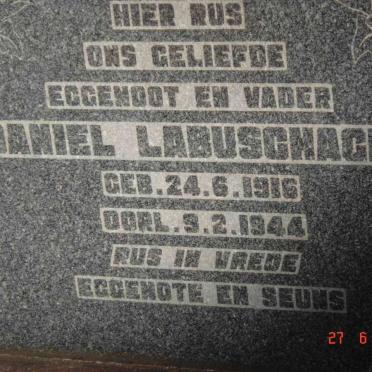 HIER RUS
ONS GELIEFDE
EGGENOOT EN VADER
DANIEL LABUSCHAG
GEB. 24.6.1916
OORL. 9.2.1944
RUS IN VREDE
EGGENOTE EN SEUNS
27 6